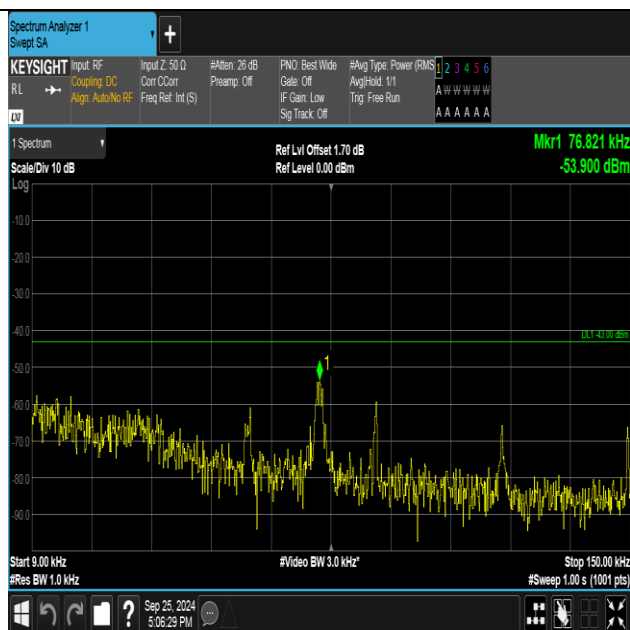 Spectrum Analyzer 1
Swept SA
+
KEYSIGHT
RL
LXI
Input: RF
Coupling: DC
Align: Auto/No RF
Input Z: 50 Ω
Corr CCorr
Freq Ref: Int (S)
#Atten: 26 dB
Preamp: Off
PNO: Best Wide
Gate: Off
IF Gain: Low
Sig Track: Off
#Avg Type: Power (RMS
Avg|Hold: 1/1
Trig: Free Run
1 2 3 4 5 6
A W W W W W
A A A A A A
1 Spectrum
Scale/Div 10 dB
Log
Ref Lvl Offset 1.70 dB
Ref Level 0.00 dBm
Mkr1 76.821 kHz
-53.900 dBm
-10.0
-20.0
-30.0
-40.0
DL1 -43.00 dBm
-50.0
1
-60.0
-70.0
-80.0
-90.0
Start 9.00 kHz
#Video BW 3.0 kHz*
Stop 150.00 kHz
#Res BW 1.0 kHz
#Sweep 1.00 s (1001 pts)
?
Sep 25, 2024
5:06:29 PM